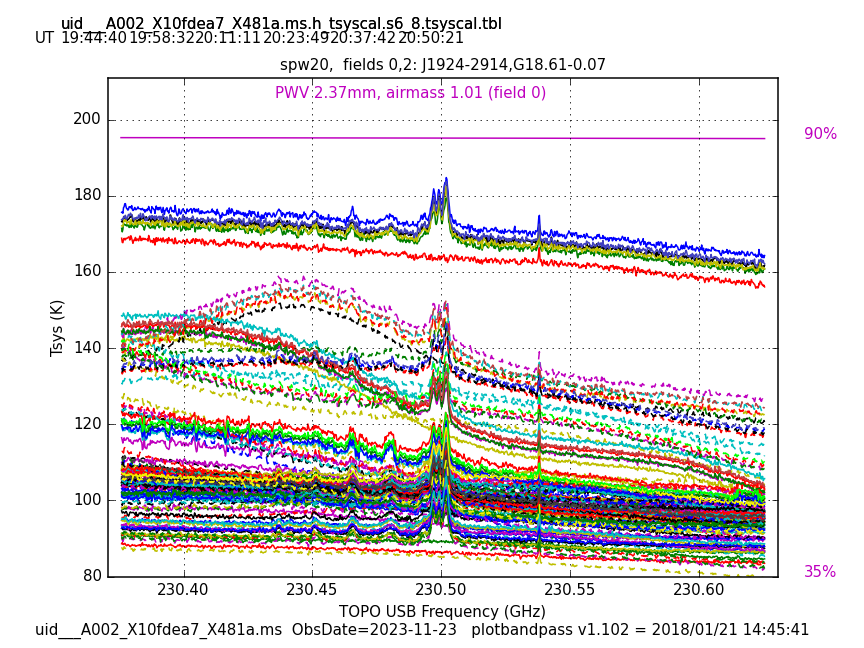 uid___A002_X10fdea7_X481a.ms.h_tsyscal.s6_8.tsyscal.tbl
UT 19:44:40 19:58:32 20:11:11 20:23:49 20:37:42 20:50:21
spw20,  fields 0,2: J1924-2914,G18.61-0.07
PWV 2.37mm, airmass 1.01 (field 0)
90%
35%
200
180
160
140
120
100
80
Tsys (K)
230.40 230.45 230.50 230.55 230.60
TOPO USB Frequency (GHz)
uid___A002_X10fdea7_X481a.ms  ObsDate=2023-11-23   plotbandpass v1.102 = 2018/01/21 14:45:41